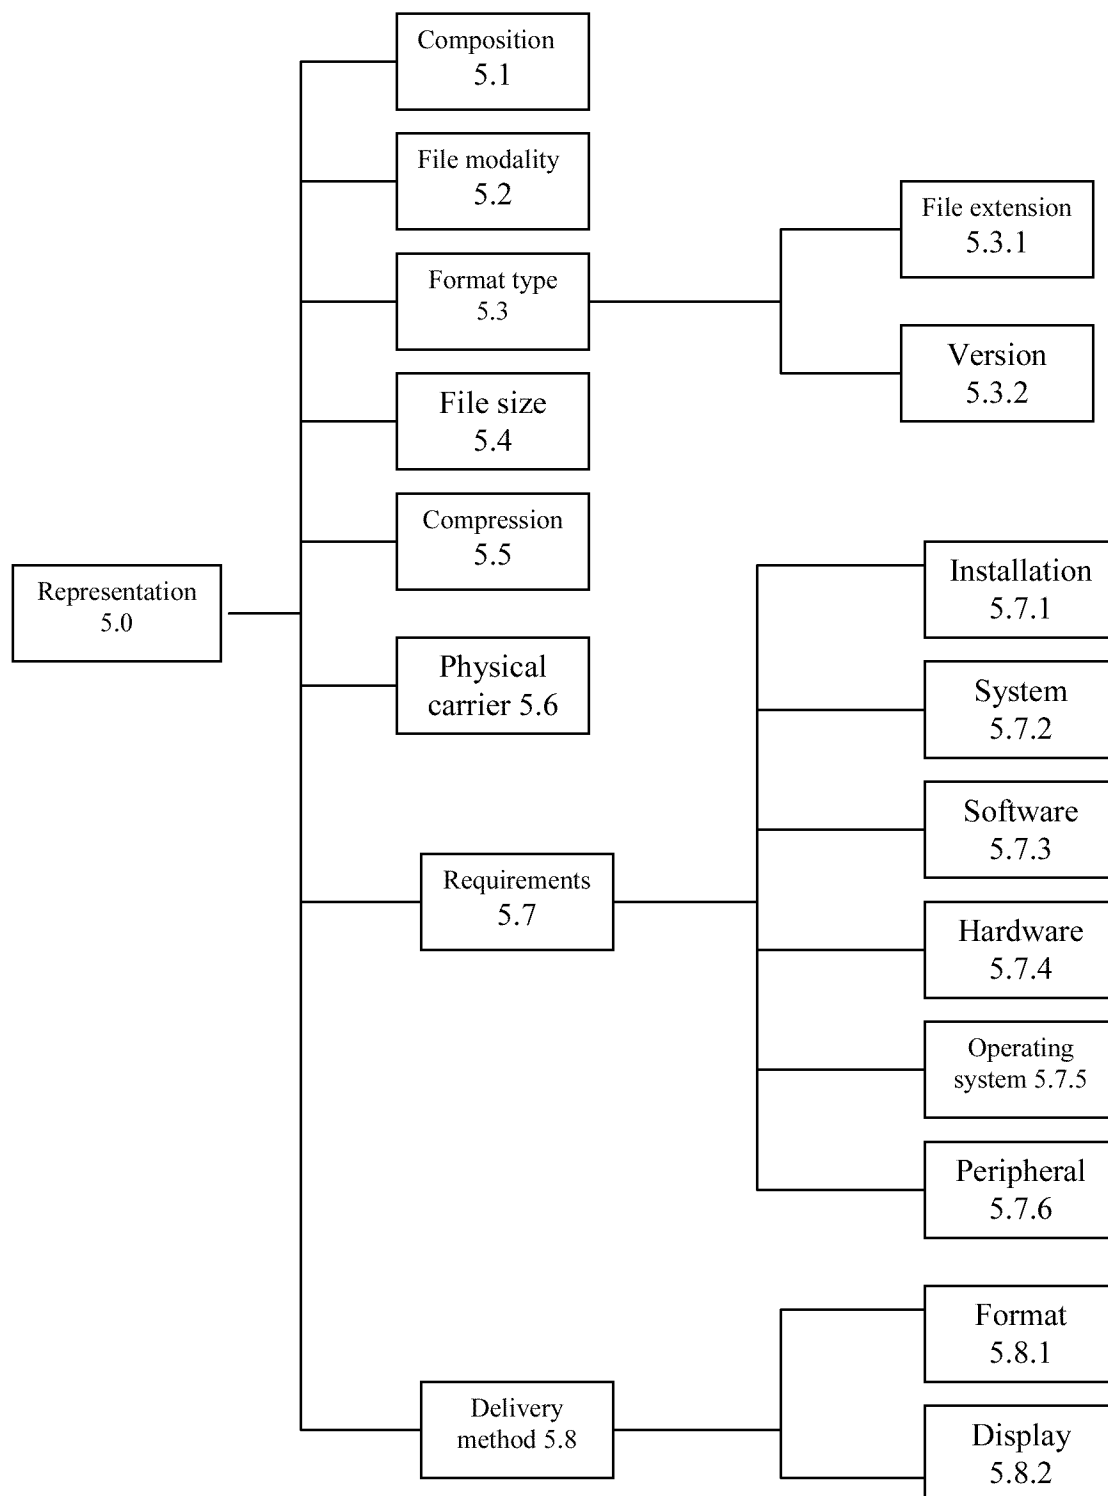 Composition
5.1
File modality
5.2
File extension
5.3.1
Format type
5.3
Version
5.3.2
File size
5.4
Compression
5.5
Representation
5.0
Installation
5.7.1
Physical
carrier 5.6
System
5.7.2
Software
5.7.3
Requirements
5.7
Hardware
5.7.4
Operating
system 5.7.5
Peripheral
5.7.6
Format
5.8.1
Delivery
method 5.8
Display
5.8.2